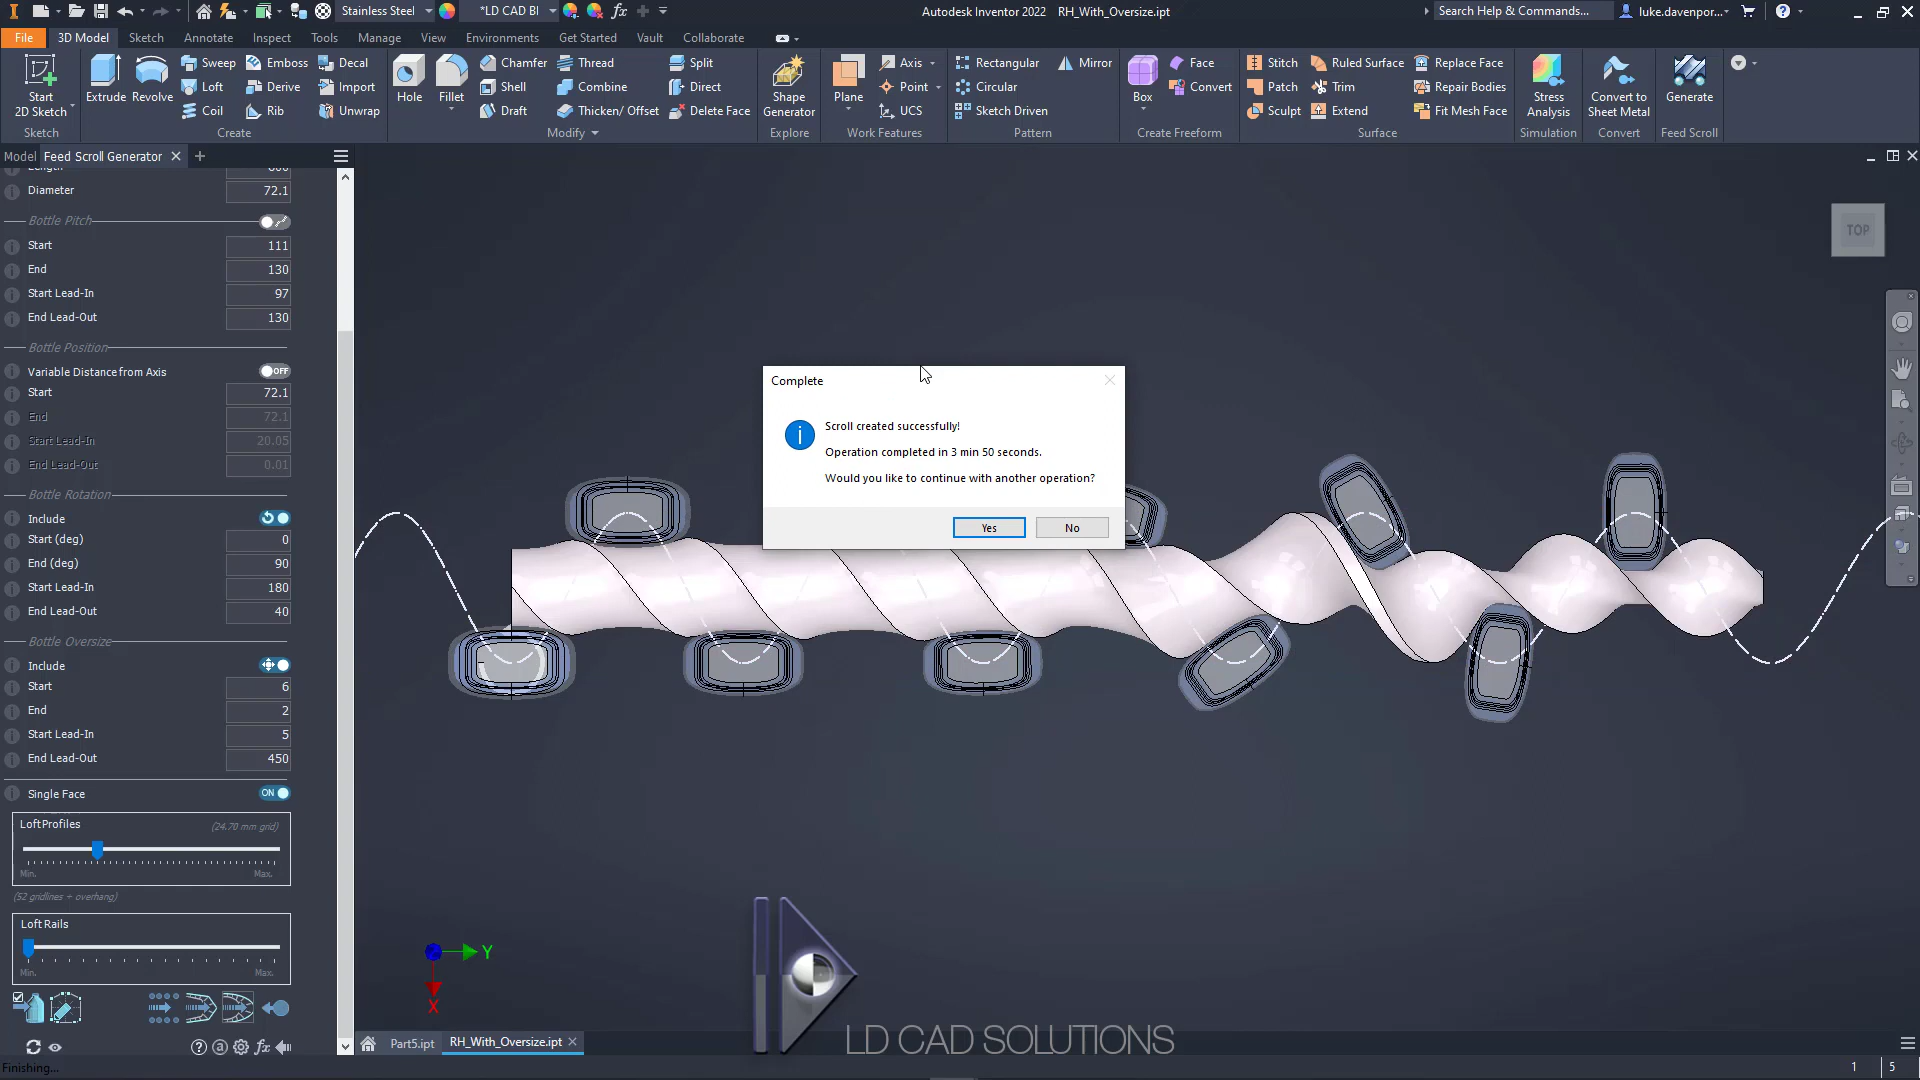 Stainless Steel
*LD CAD BI
fx
Autodesk Inventor 2022 RH_With_Oversize.ipt
Search Help & Commands...
luke.davenpor...
File
3D Model
Sketch
Annotate
Inspect
Tools
Manage
View
Environments
Get Started
Vault
Collaborate
Start
2D Sketch
Sketch
Extrude
Revolve
Sweep
Loft
Coil
Emboss
Derive
Rib
Decal
Import
Unwrap
Create
Hole
Fillet
Chamfer
Shell
Draft
Thread
Combine
Thicken/ Offset
Split
Direct
Delete Face
Modify
Shape
Generator
Explore
Plane
Axis
Point
UCS
Work Features
Rectangular
Circular
Sketch Driven
Mirror
Pattern
Box
Face
Convert
Create Freeform
Stitch
Patch
Sculpt
Ruled Surface
Trim
Extend
Replace Face
Repair Bodies
Fit Mesh Face
Surface
Stress
Analysis
Simulation
Convert to
Sheet Metal
Convert
Generate
Feed Scroll
Model
Feed Scroll Generator
Diameter 72.1
Bottle Pitch
Start 111
End 130
Start Lead-In 97
End Lead-Out 130
Bottle Position
Variable Distance from Axis OFF
Start 72.1
End 72.1
Start Lead-In 20.05
End Lead-Out 0.01
Bottle Rotation
Include
Start (deg) 0
End (deg) 90
Start Lead-In 180
End Lead-Out 40
Bottle Oversize
Include
Start 6
End 2
Start Lead-In 5
End Lead-Out 450
Single Face ON
Loft Profiles (24.70 mm grid)
Min. Max.
(52 gridlines + overhang)
Loft Rails
Min. Max.
fx
Finishing...
TOP
Complete
Scroll created successfully!
Operation completed in 3 min 50 seconds.
Would you like to continue with another operation?
Yes
No
Y
X
LD CAD SOLUTIONS
Part5.ipt
RH_With_Oversize.ipt
1 5